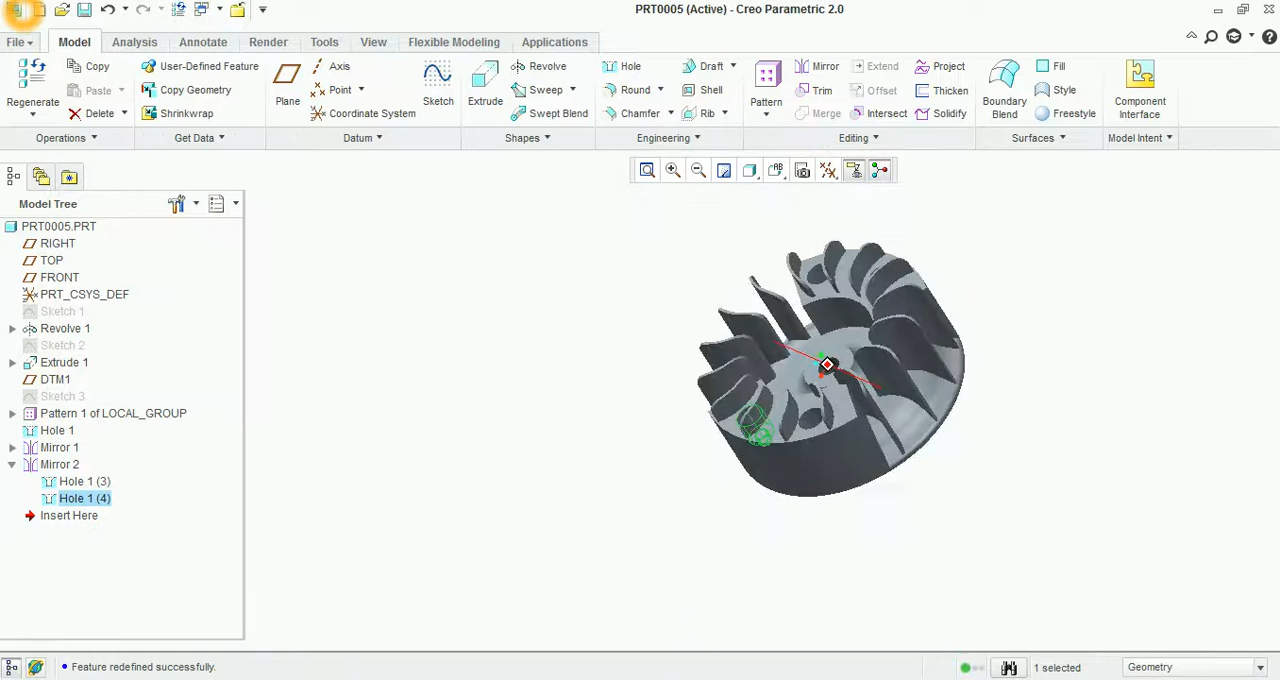 PRT0005 (Active) - Creo Parametric 2.0
File Model Analysis Annotate Render Tools View Flexible Modeling Applications
Regenerate
Copy
Paste
Delete
Operations
User-Defined Feature
Copy Geometry
Shrinkwrap
Get Data
Plane
Axis
Point
Coordinate System
Sketch
Datum
Extrude
Revolve
Sweep
Swept Blend
Shapes
Hole
Round
Chamfer
Draft
Shell
Rib
Engineering
Pattern
Mirror
Trim
Merge
Extend
Offset
Intersect
Project
Thicken
Solidify
Editing
Boundary
Blend
Fill
Style
Freestyle
Surfaces
Component
Interface
Model Intent
Model Tree
PRT0005.PRT
RIGHT
TOP
FRONT
PRT_CSYS_DEF
Sketch 1
Revolve 1
Sketch 2
Extrude 1
DTM1
Sketch 3
Pattern 1 of LOCAL_GROUP
Hole 1
Mirror 1
Mirror 2
Hole 1 (3)
Hole 1 (4)
Insert Here
Feature redefined successfully.
1 selected
Geometry